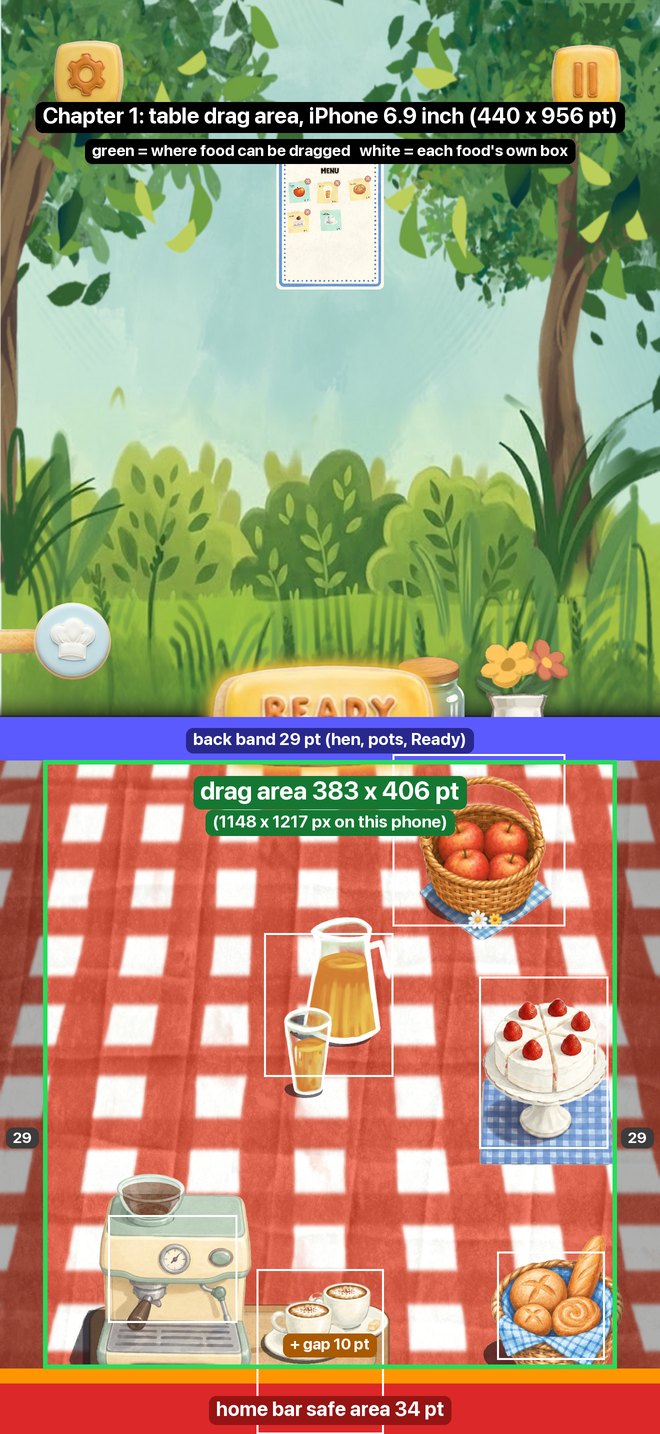 Chapter 1: table drag area, iPhone 6.9 inch (440 x 956 pt)
green = where food can be dragged   white = each food's own box
MENU
READY
back band 29 pt (hen, pots, Ready)
drag area 383 x 406 pt
(1148 x 1217 px on this phone)
29
29
+ gap 10 pt
home bar safe area 34 pt